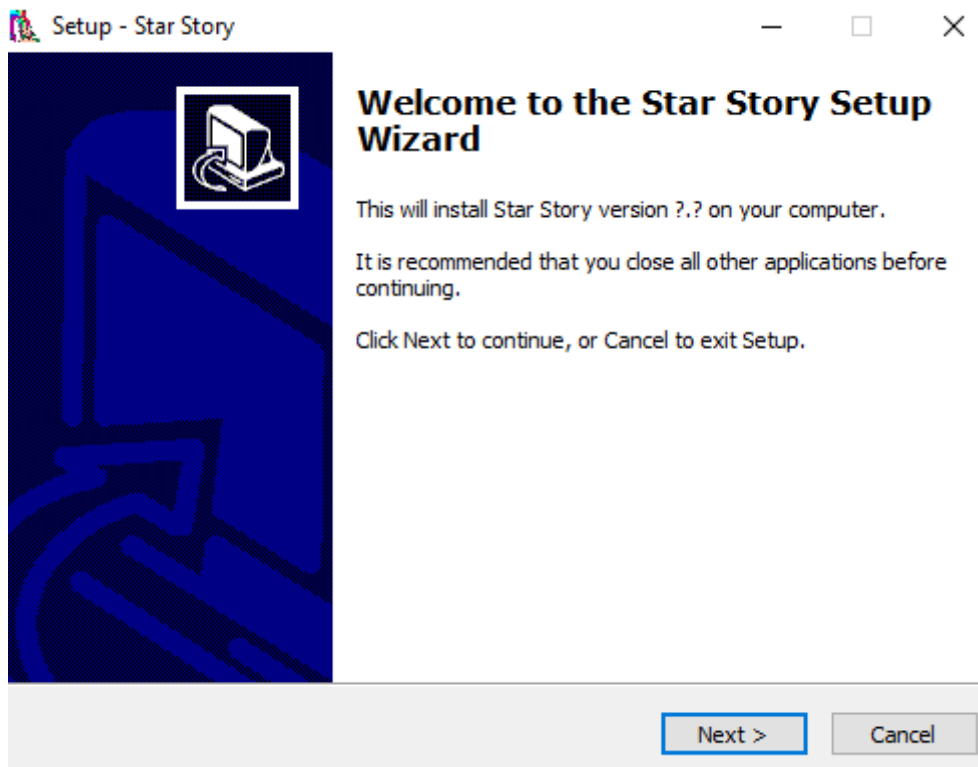 Setup - Star Story
Welcome to the Star Story Setup
Wizard
This will install Star Story version ?.? on your computer.
It is recommended that you close all other applications before
continuing.
Click Next to continue, or Cancel to exit Setup.
Next >
Cancel